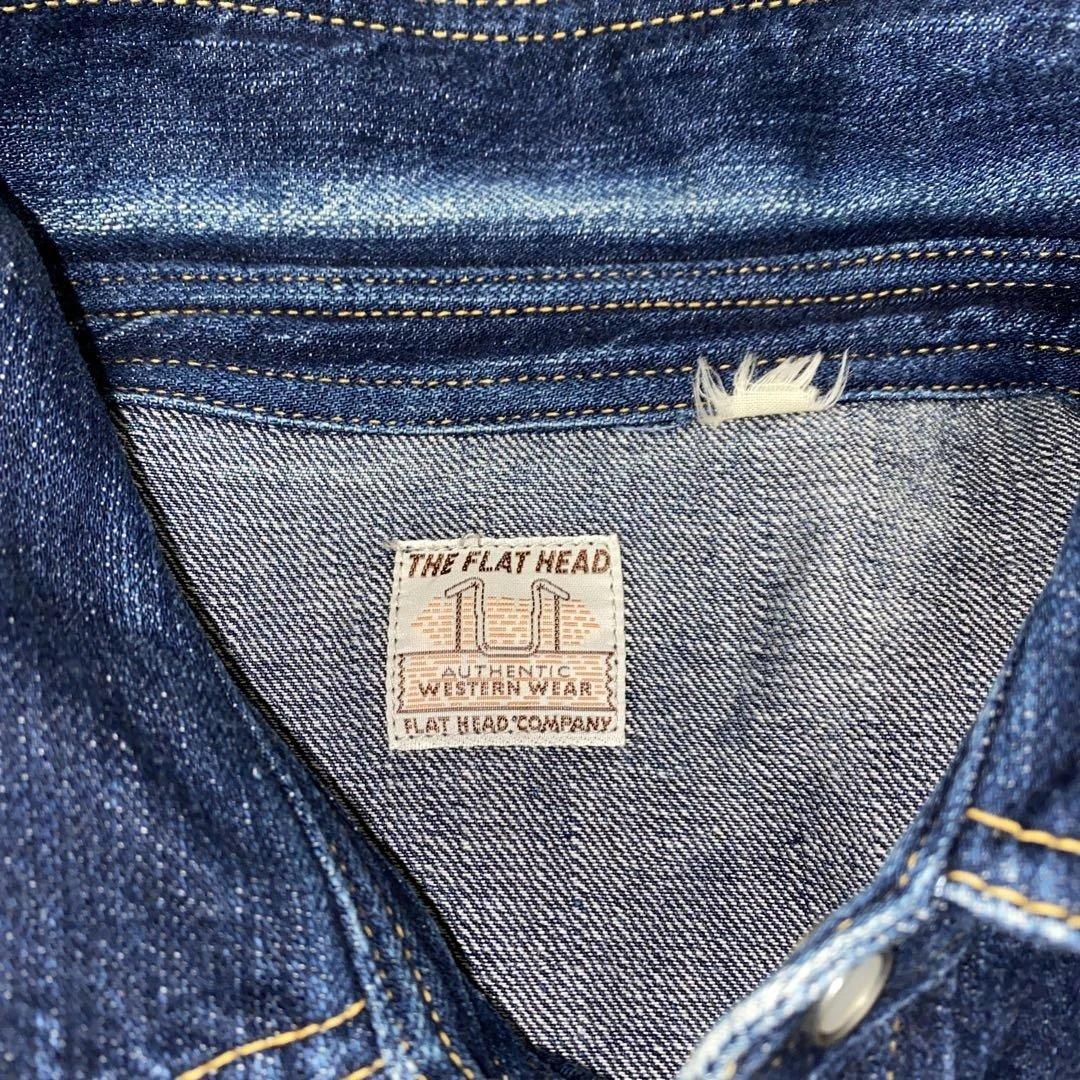 THE FLAT HEAD
AUTHENTIC
WESTERN WEAR
FLAT HEAD COMPANY